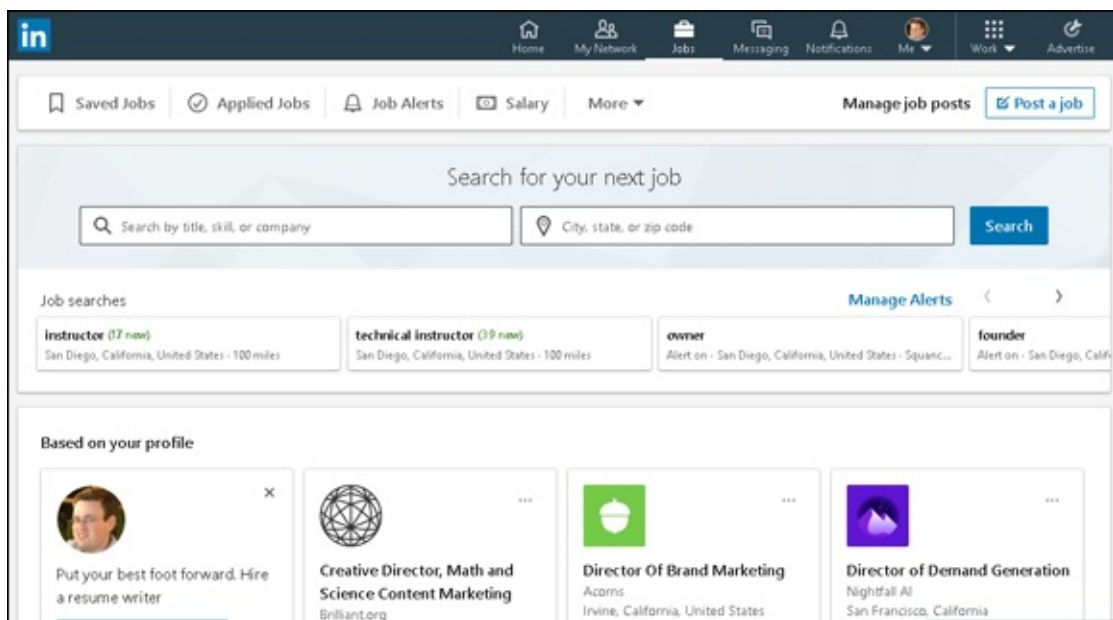 in
Home
My Network
Jobs
Messaging
Notifications
Me
Work
Advertise
Saved Jobs
Applied Jobs
Job Alerts
Salary
More
Manage job posts
Post a job
Search for your next job
Search by title, skill, or company
City, state, or zip code
Search
Job searches
Manage Alerts
instructor (17 new)
San Diego, California, United States - 100 miles
technical instructor (39 new)
San Diego, California, United States - 100 miles
owner
Alert on - San Diego, California, United States - Squanc...
founder
Alert on - San Diego, Calif
Based on your profile
Put your best foot forward. Hire
a resume writer
Creative Director, Math and
Science Content Marketing
Brilliant.org
Director Of Brand Marketing
Acorns
Irvine, California, United States
Director of Demand Generation
Nightfall AI
San Francisco, California